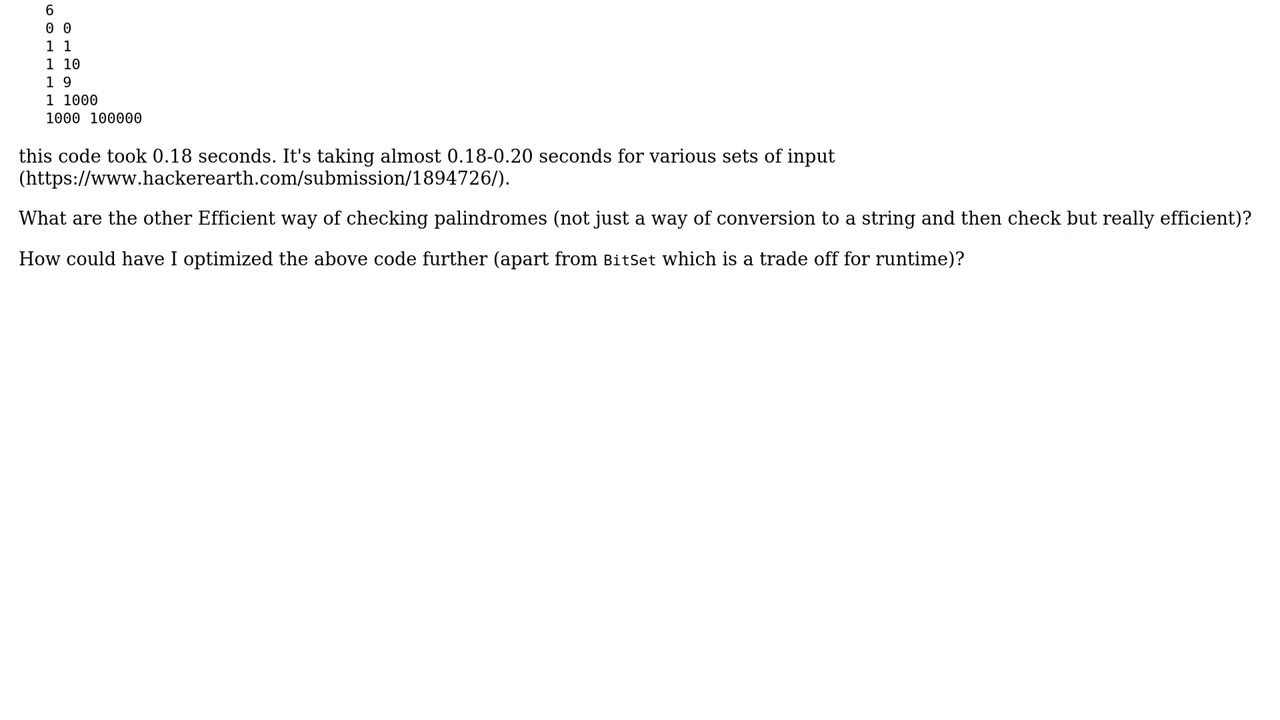 6
0 0
1 1
1 10
1 9
1 1000
1000 100000
this code took 0.18 seconds. It's taking almost 0.18-0.20 seconds for various sets of input
(https://www.hackerearth.com/submission/1894726/).
What are the other Efficient way of checking palindromes (not just a way of conversion to a string and then check but really efficient)?
How could have I optimized the above code further (apart from BitSet which is a trade off for runtime)?